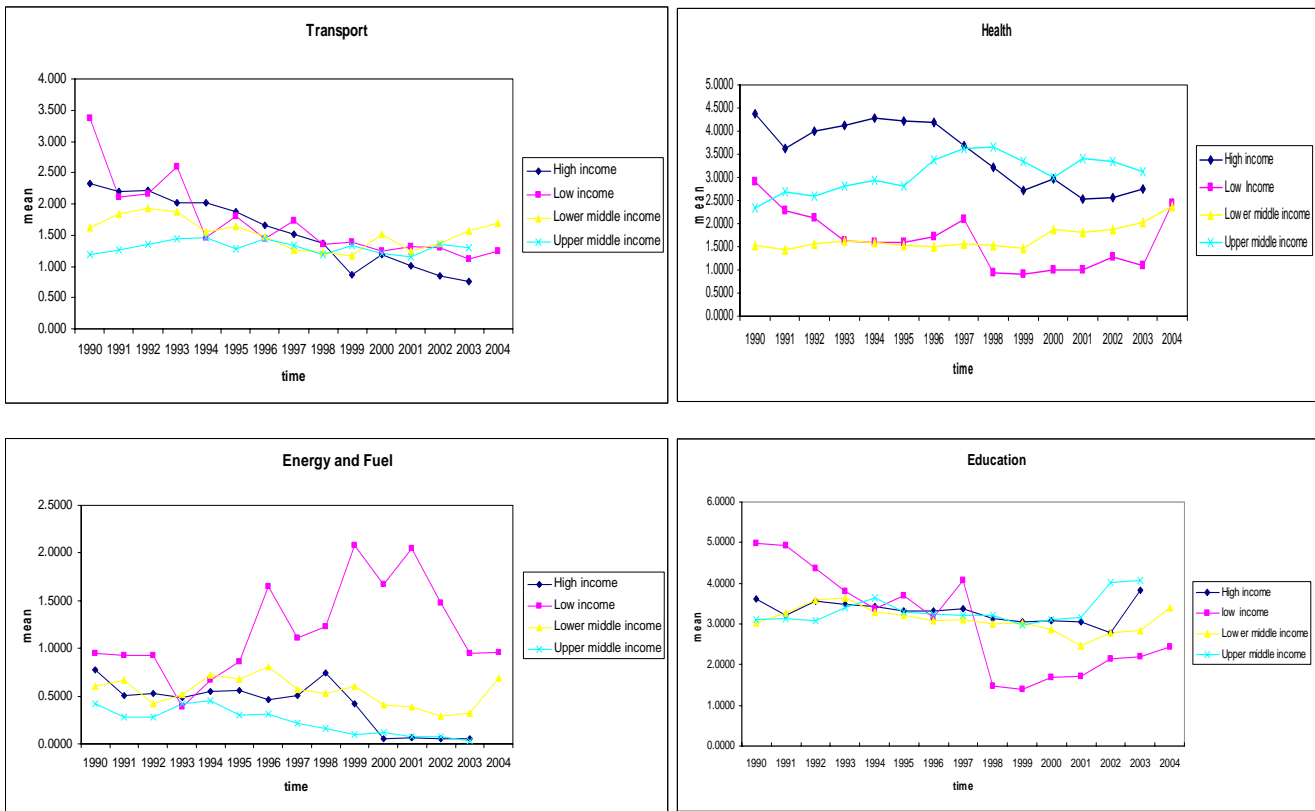 Transport
4.000
3.500
3.000
2.500
2.000
1.500
1.000
0.500
0.000
mean
1990 1991 1992 1993 1994 1995 1996 1997 1998 1999 2000 2001 2002 2003 2004
time
High income
Low income
Lower middle income
Upper middle income
Health
5.0000
4.5000
4.0000
3.5000
3.0000
2.5000
2.0000
1.5000
1.0000
0.5000
0.0000
mean
1990 1991 1992 1993 1994 1995 1996 1997 1998 1999 2000 2001 2002 2003 2004
time
High income
Low Income
Lower middle income
Upper middle income
Energy and Fuel
2.5000
2.0000
1.5000
1.0000
0.5000
0.0000
mean
1990 1991 1992 1993 1994 1995 1996 1997 1998 1999 2000 2001 2002 2003 2004
time
High income
Low income
Lower middle income
Upper middle income
Education
6.0000
5.0000
4.0000
3.0000
2.0000
1.0000
0.0000
mean
1990 1991 1992 1993 1994 1995 1996 1997 1998 1999 2000 2001 2002 2003 2004
time
High income
low income
Lower middle income
Upper middle income